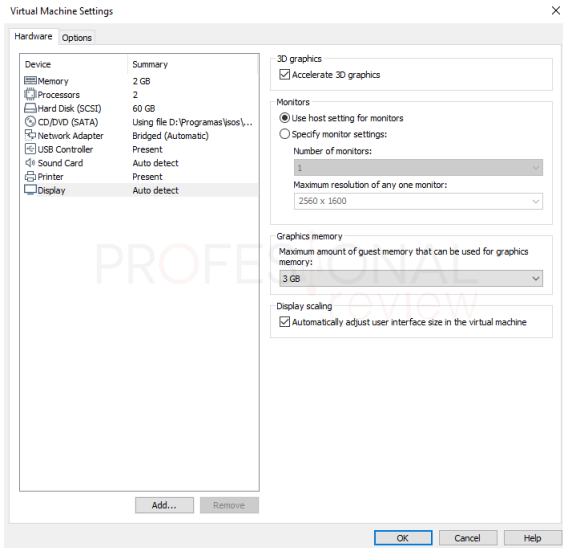 Virtual Machine Settings
Hardware
Options
Device Summary
Memory 2 GB
Processors 2
Hard Disk (SCSI) 60 GB
CD/DVD (SATA) Using file D:\Programas\isos\,...
Network Adapter Bridged (Automatic)
USB Controller Present
Sound Card Auto detect
Printer Present
Display Auto detect
Add...
Remove
3D graphics
Accelerate 3D graphics
Monitors
Use host setting for monitors
Specify monitor settings:
Number of monitors:
1
Maximum resolution of any one monitor:
2560 x 1600
Graphics memory
Maximum amount of guest memory that can be used for graphics
memory:
3 GB
Display scaling
Automatically adjust user interface size in the virtual machine
PROFESIONAL
review
OK
Cancel
Help